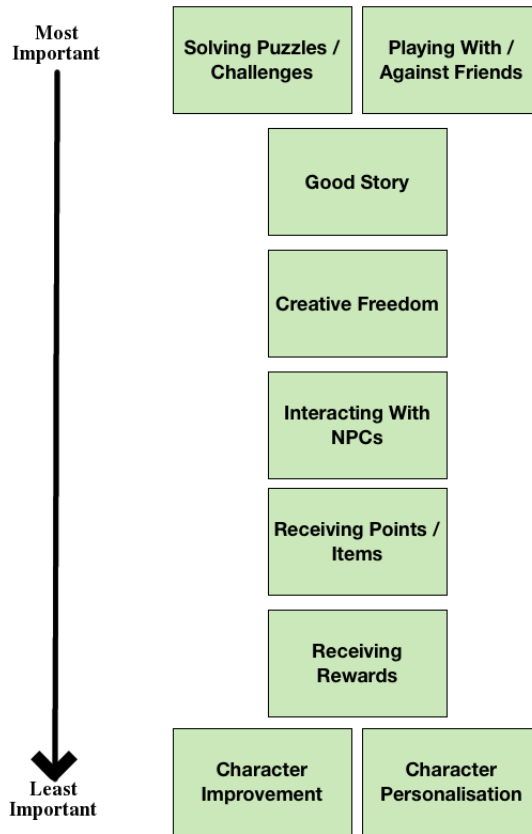 Most
Important
Solving Puzzles /
Challenges
Playing With /
Against Friends
Good Story
Creative Freedom
Interacting With
NPCs
Receiving Points /
Items
Receiving
Rewards
Character
Improvement
Character
Personalisation
Least
Important